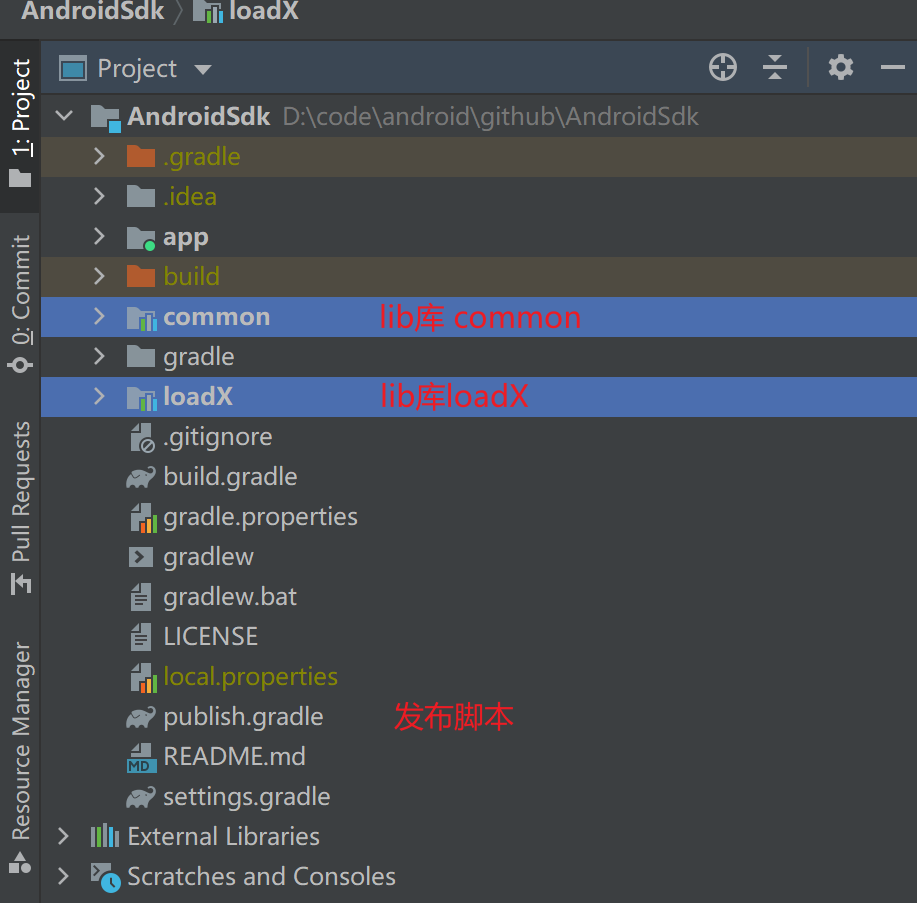 AndroidSdk loadX
1: Project
0: Commit
Pull Requests
Resource Manager
Project
AndroidSdk D:\code\android\github\AndroidSdk
.gradle
.idea
app
build
common lib库 common
gradle
loadX lib库loadX
.gitignore
build.gradle
gradle.properties
gradlew
gradlew.bat
LICENSE
local.properties
publish.gradle 发布脚本
MD README.md
settings.gradle
External Libraries
Scratches and Consoles